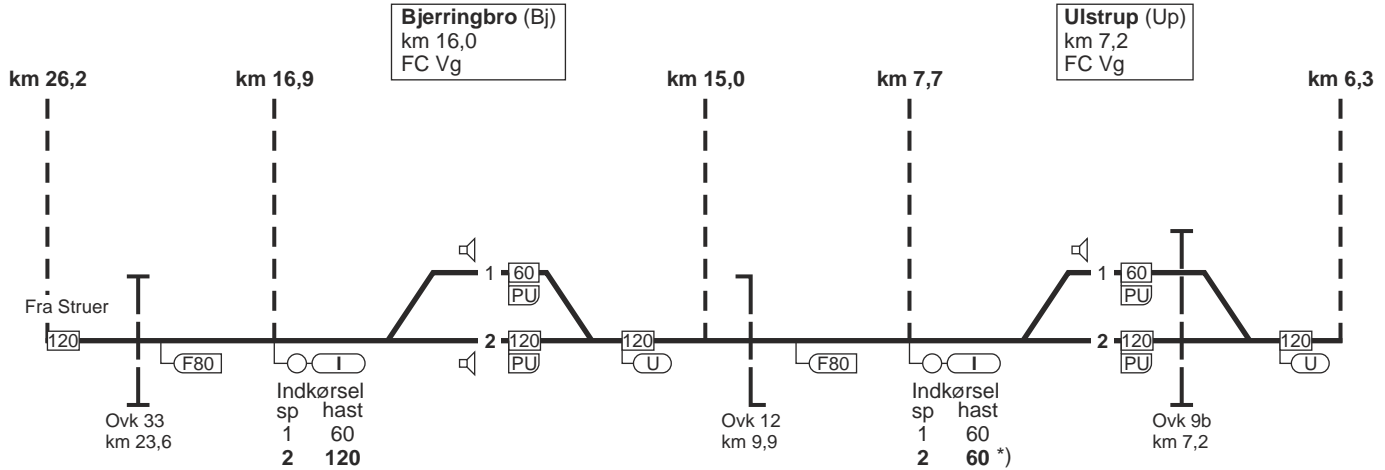 Bjerringbro (Bj)
km 16,0
FC Vg
Ulstrup (Up)
km 7,2
FC Vg
km 26,2
km 16,9
km 15,0
km 7,7
km 6,3
1 60
PU
1 60
PU
Fra Struer
120
2 120
PU
120
2 120
PU
120
F80
I
U
F80
I
U
Ovk 33
km 23,6
Indkørsel
sp hast
1 60
2 120
Ovk 12
km 9,9
Indkørsel
sp hast
1 60
2 60 *)
Ovk 9b
km 7,2